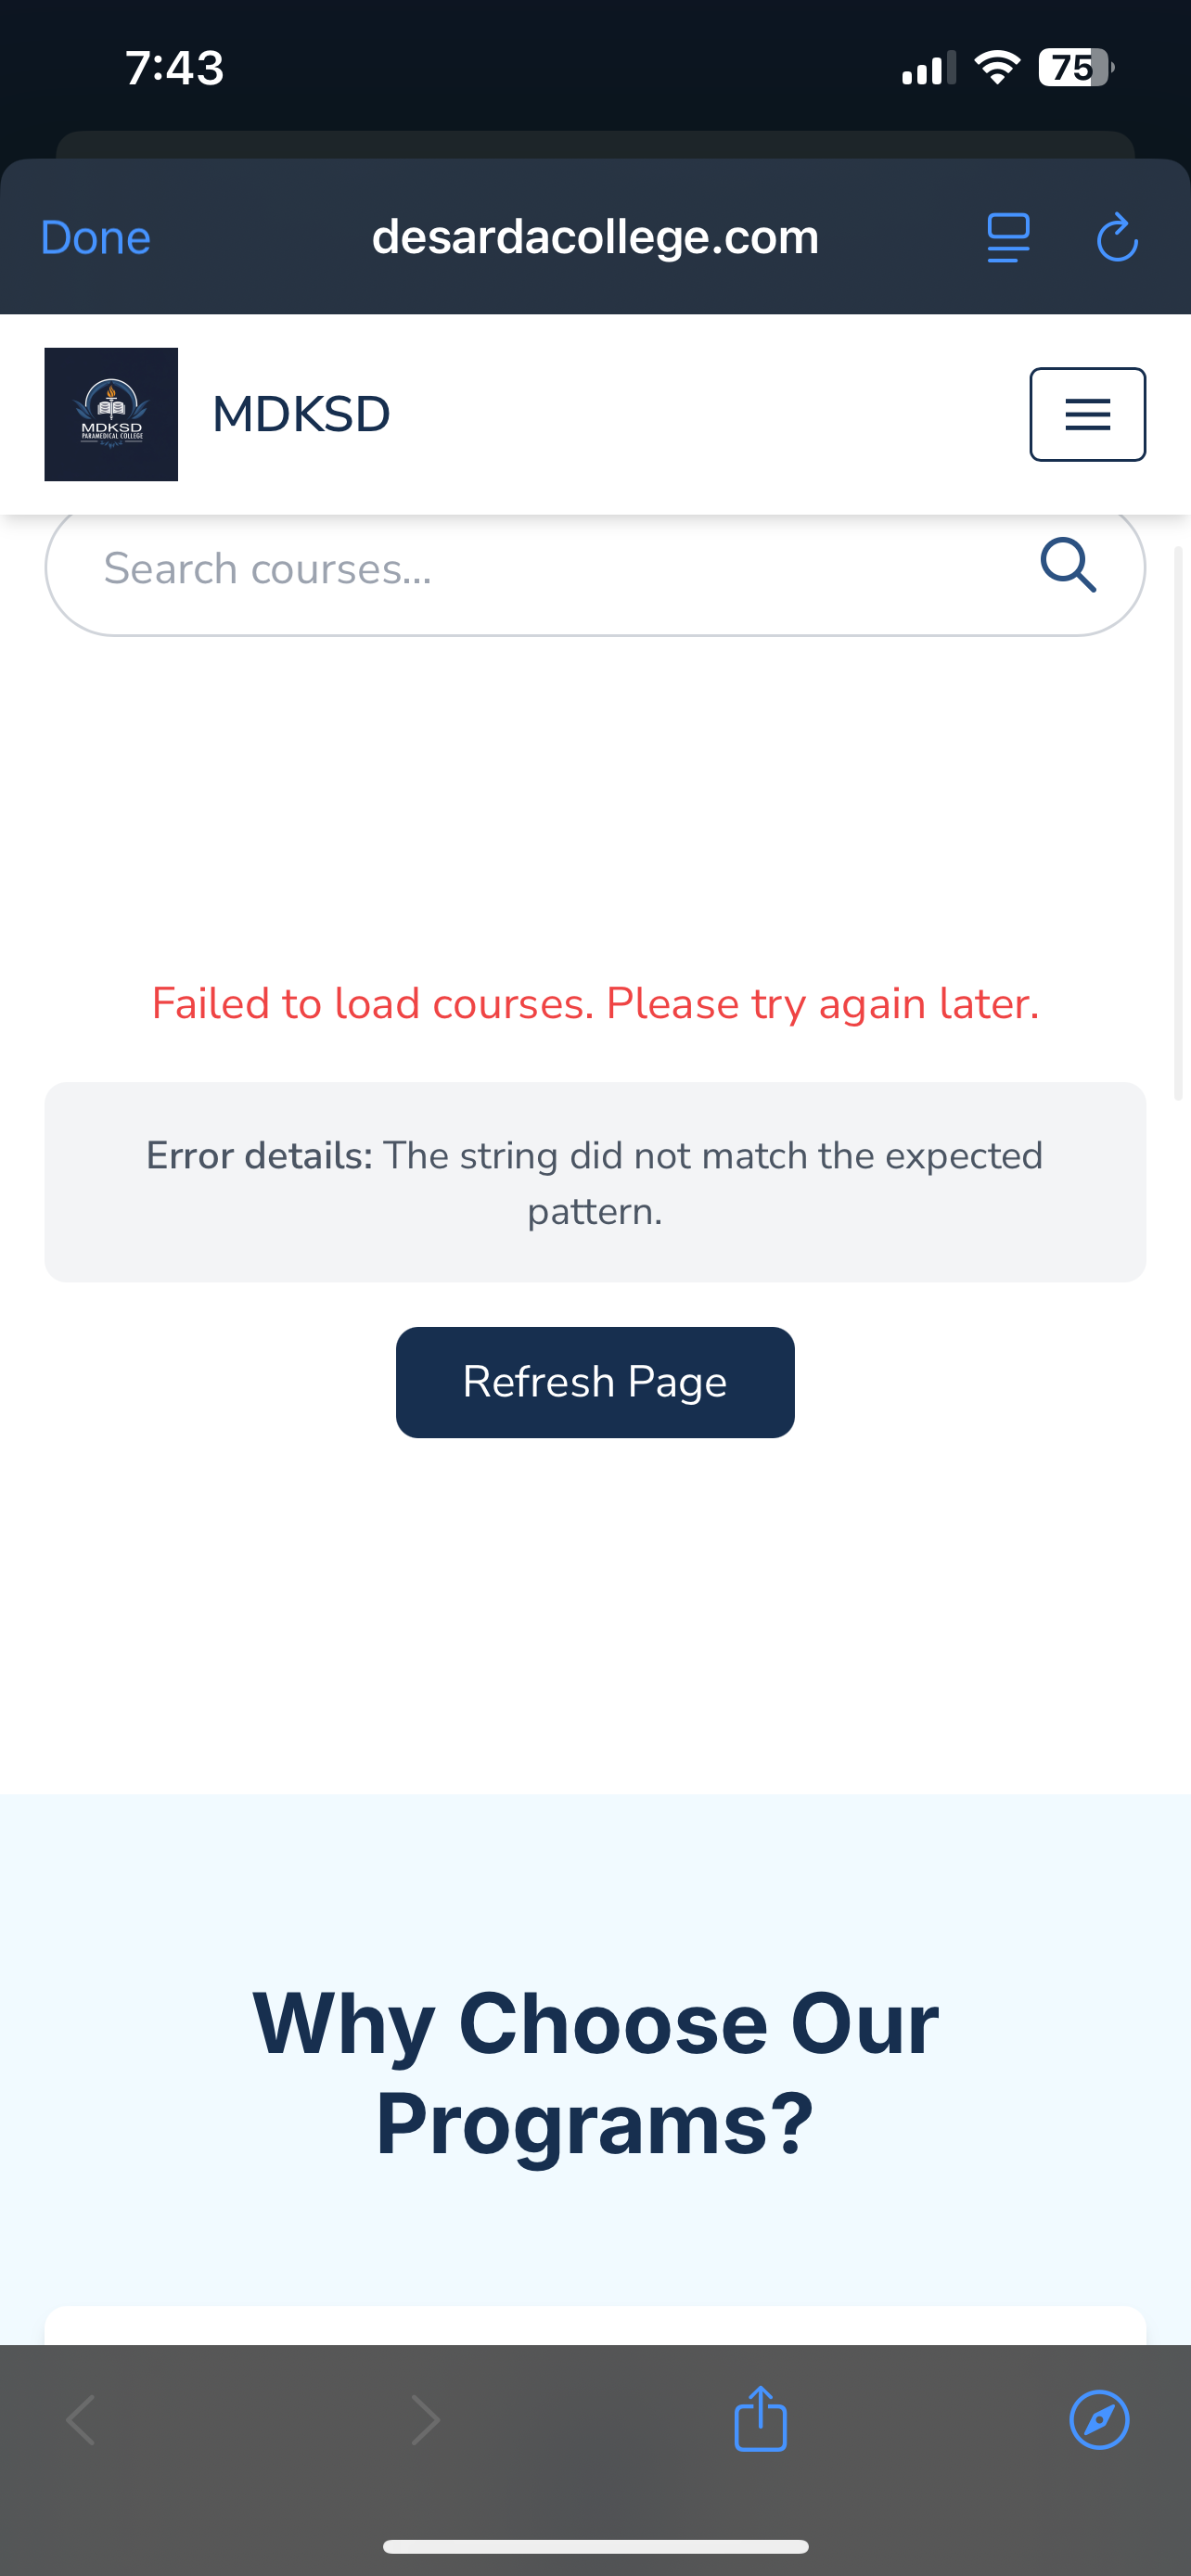 7:43
75
Done
desardacollege.com
MDKSD
PARAMEDICAL COLLEGE
MDKSD
Search courses...
Failed to load courses. Please try again later.
Error details: The string did not match the expected
pattern.
Refresh Page
Why Choose Our
Programs?